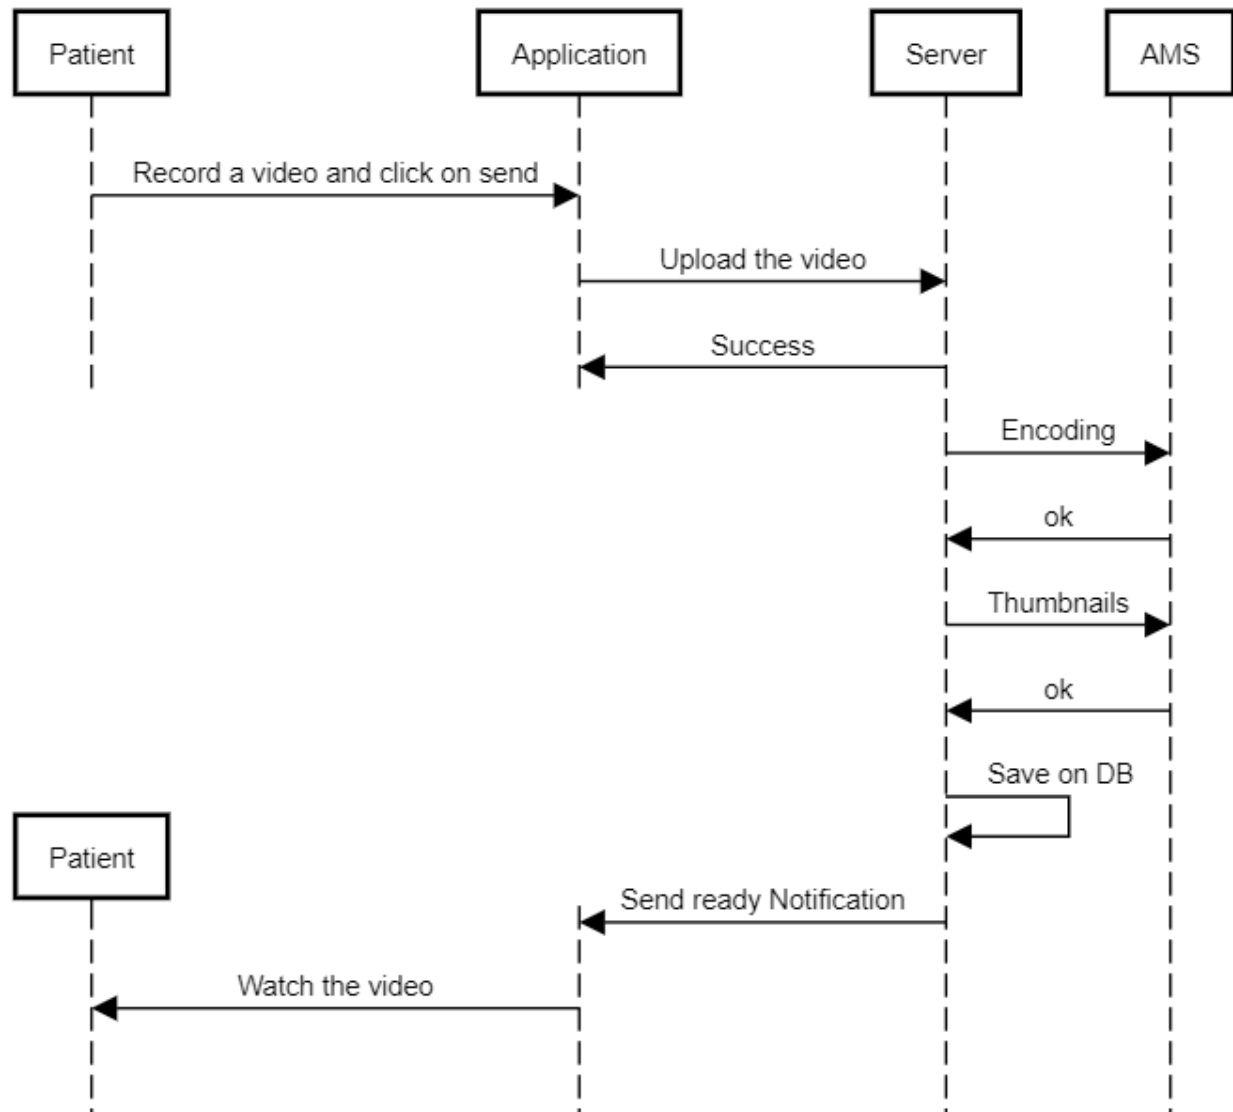 Patient
Application
Server
AMS
Record a video and click on send
Upload the video
Success
Encoding
ok
Thumbnails
ok
Save on DB
Patient
Send ready Notification
Watch the video